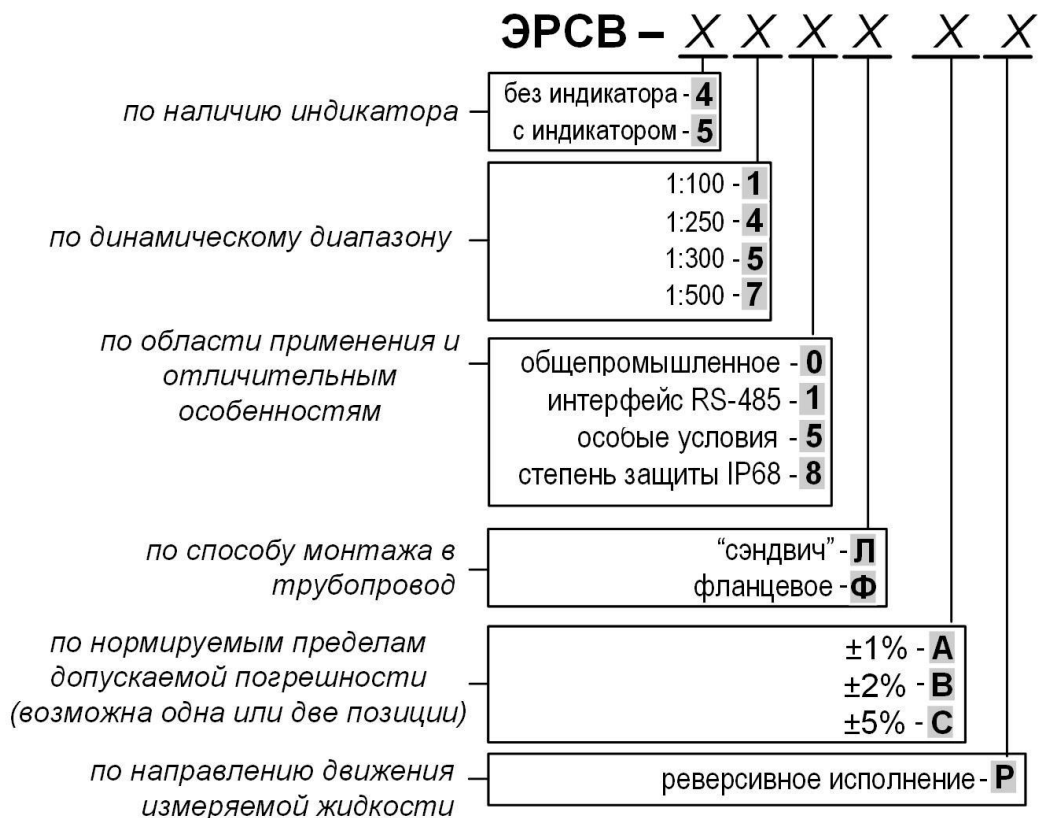 ЭРСВ – X X X X X X
по наличию индикатора
без индикатора - 4
с индикатором - 5
по динамическому диапазону
1:100 - 1
1:250 - 4
1:300 - 5
1:500 - 7
по области применения и
отличительным
особенностям
общепромышленное - 0
интерфейс RS-485 - 1
особые условия - 5
степень защиты IP68 - 8
по способу монтажа в
трубопровод
“сэндвич” - Л
фланцевое - Ф
по нормируемым пределам
допускаемой погрешности
(возможна одна или две позиции)
±1% - А
±2% - В
±5% - С
по направлению движения
измеряемой жидкости
реверсивное исполнение - Р